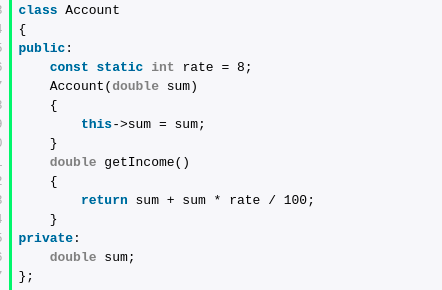 class Account
{
public:
    const static int rate = 8;
    Account(double sum)
    {
        this->sum = sum;
    }
    double getIncome()
    {
        return sum + sum * rate / 100;
    }
private:
    double sum;
};